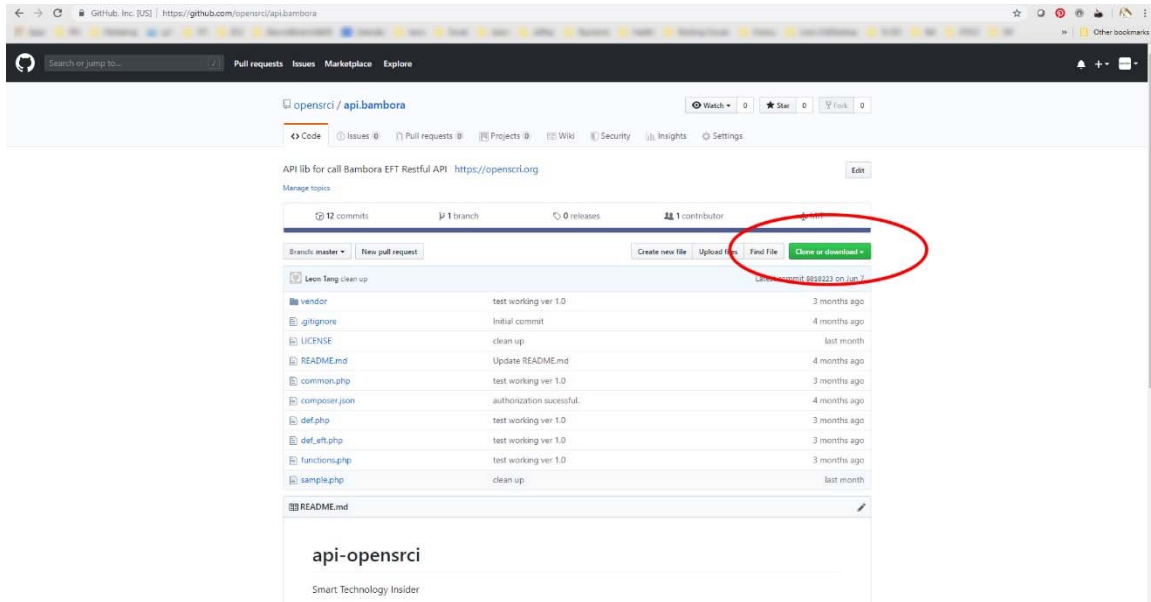 GitHub, Inc. [US] | https://github.com/opensrci/api.bambora
Other bookmarks
Search or jump to... / Pull requests Issues Marketplace Explore
opensrci / api.bambora Watch 0 Star 0 Fork 0
Code Issues 0 Pull requests 0 Projects 0 Wiki Security Insights Settings
API lib for call Bambora EFT Restful API https://openscri.org Edit
Manage topics
12 commits 1 branch 0 releases 1 contributor MIT
Branch: master New pull request Create new file Upload files Find File Clone or download
Leon Tang clean up Latest commit on Jun 7
vendor test working ver 1.0 3 months ago
.gitignore Initial commit 4 months ago
LICENSE clean up last month
README.md Update README.md 4 months ago
common.php test working ver 1.0 3 months ago
composer.json authorization sucessful. 4 months ago
def.php test working ver 1.0 3 months ago
def_eft.php test working ver 1.0 3 months ago
functions.php test working ver 1.0 3 months ago
sample.php clean up last month
README.md
api-opensrci
Smart Technology Insider